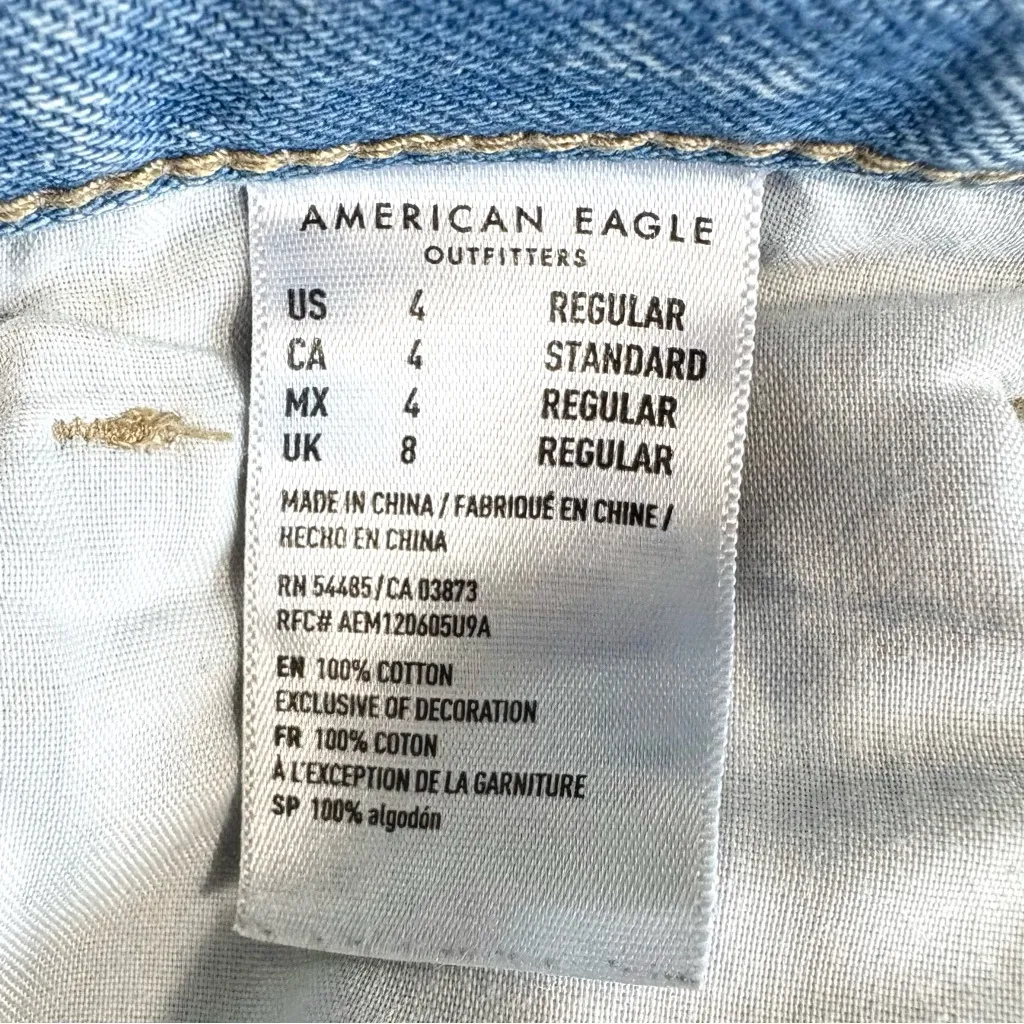 AMERICAN EAGLE
OUTFITTERS
US 4 REGULAR
CA 4 STANDARD
MX 4 REGULAR
UK 8 REGULAR
MADE IN CHINA / FABRIQUÉ EN CHINE /
HECHO EN CHINA
RN 54485/CA 03873
RFC# AEM120605U9A
EN 100% COTTON
EXCLUSIVE OF DECORATION
FR 100% COTON
À L'EXCEPTION DE LA GARNITURE
SP 100% algodón